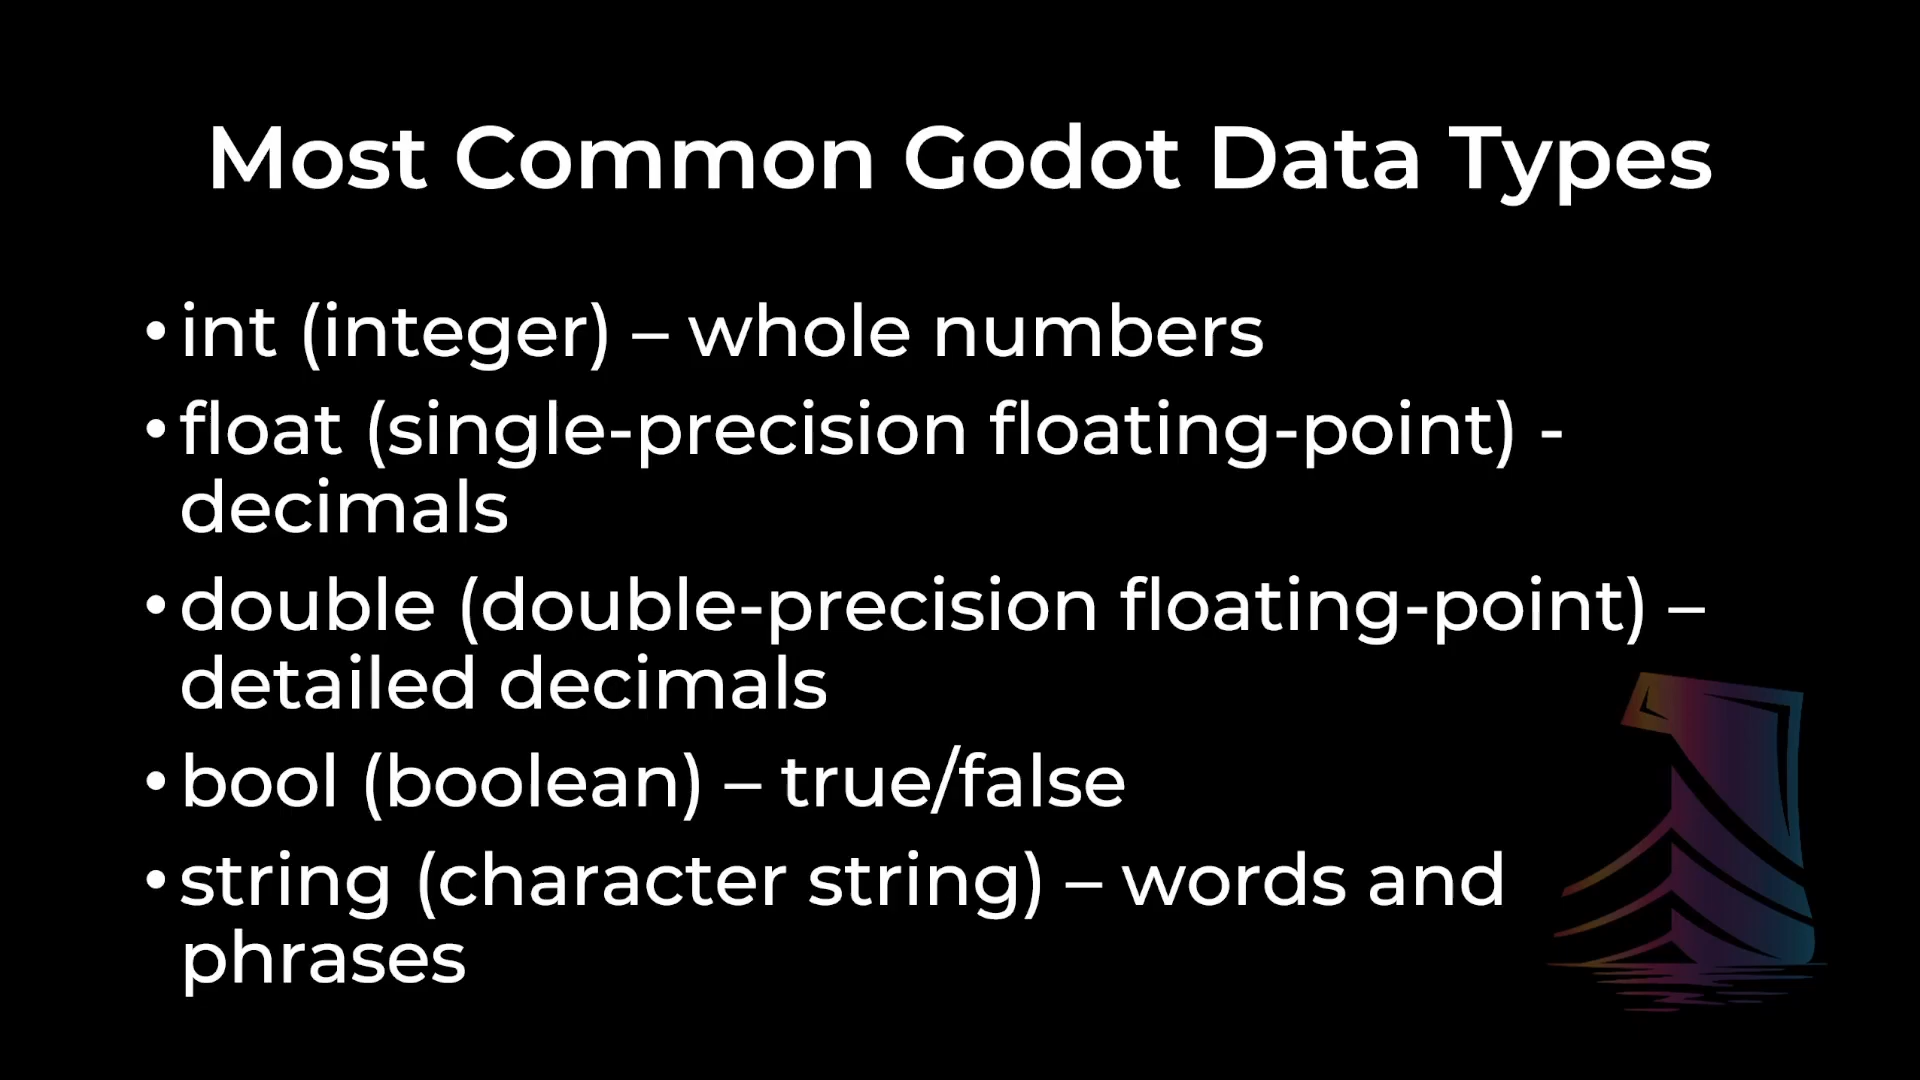 Most Common Godot Data Types
•int (integer) – whole numbers
•float (single-precision floating-point) -
decimals
•double (double-precision floating-point) –
detailed decimals
•bool (boolean) – true/false
•string (character string) – words and
phrases